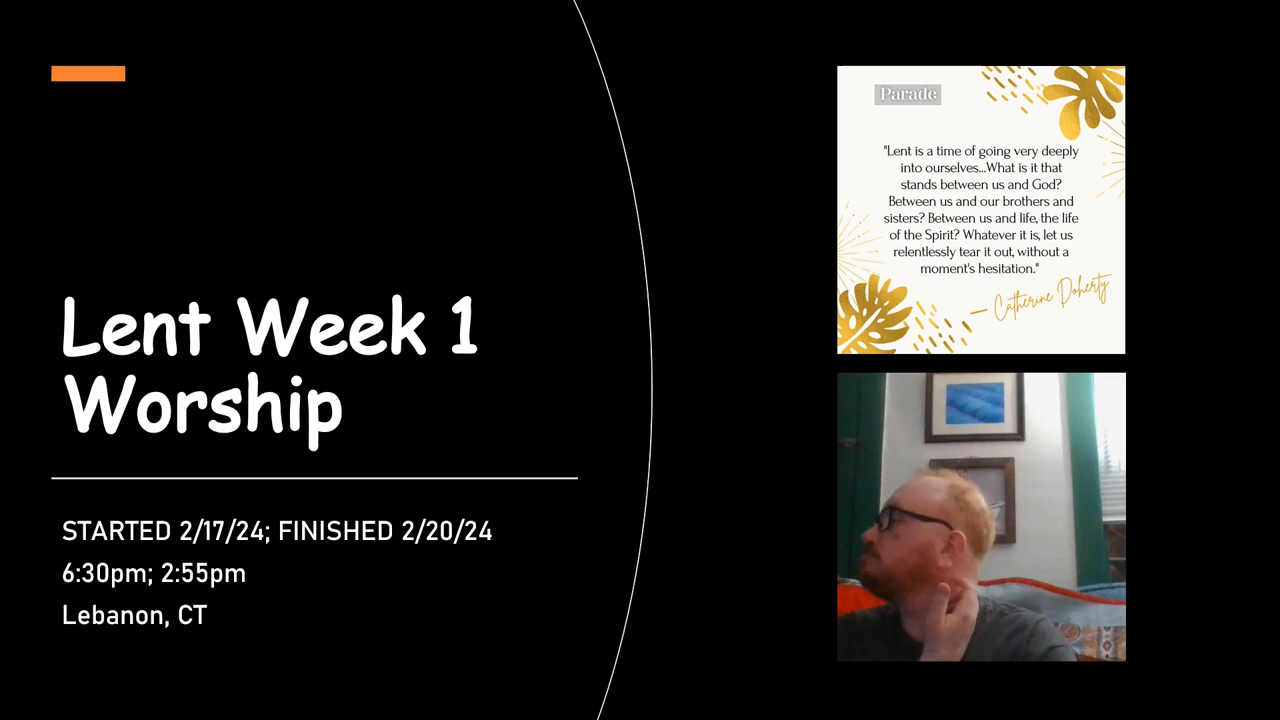 Lent Week 1
Worship
STARTED 2/17/24; FINISHED 2/20/24
6:30pm; 2:55pm
Lebanon, CT
Parade
"Lent is a time of going very deeply
into ourselves...What is it that
stands between us and God?
Between us and our brothers and
sisters? Between us and life, the life
of the Spirit? Whatever it is, let us
relentlessly tear it out, without a
moment's hesitation."
— Catherine Doherty